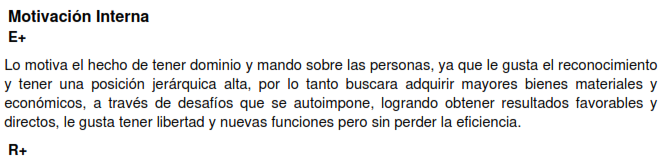 Motivación Interna
E+
Lo motiva el hecho de tener dominio y mando sobre las personas, ya que le gusta el reconocimiento
y tener una posición jerárquica alta, por lo tanto buscara adquirir mayores bienes materiales y
económicos, a través de desafíos que se autoimpone, logrando obtener resultados favorables y
directos, le gusta tener libertad y nuevas funciones pero sin perder la eficiencia.
R+